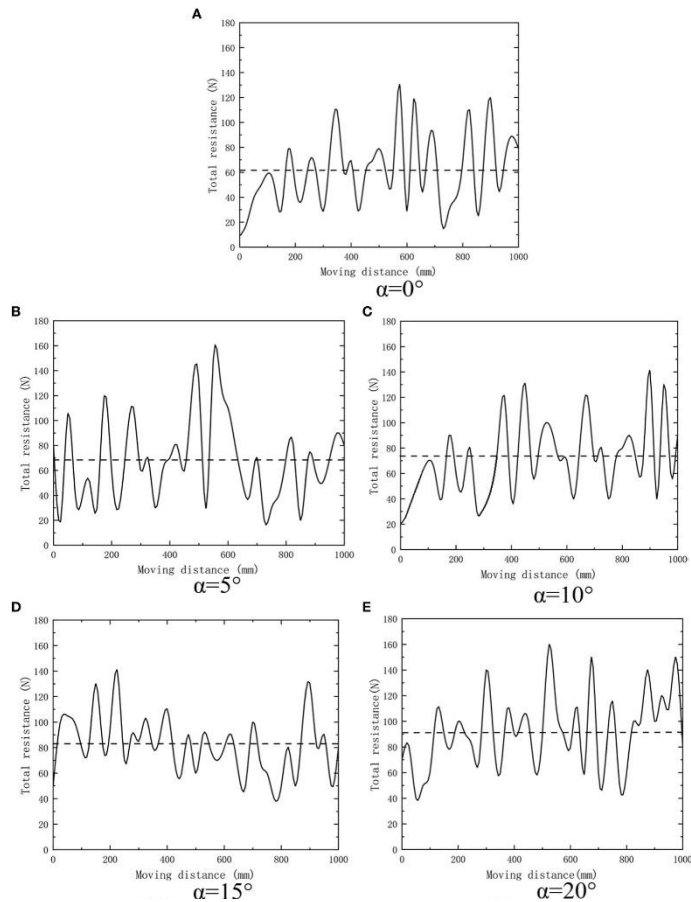 A
Total resistance (N)
180
160
140
120
100
80
60
40
20
0
0 200 400 600 800 1000
Moving distance (mm)
α=0°
B
Total resistance (N)
180
160
140
120
100
80
60
40
20
0
0 200 400 600 800 1000
Moving distance (mm)
α=5°
C
Total resistance (N)
180
160
140
120
100
80
60
40
20
0
0 200 400 600 800 1000
Moving distance (mm)
α=10°
D
Total resistance(N)
180
160
140
120
100
80
60
40
20
0
0 200 400 600 800 1000
Moving distance (mm)
α=15°
E
Total resistance(N)
180
160
140
120
100
80
60
40
20
0
0 200 400 600 800 1000
Moving distance(mm)
α=20°